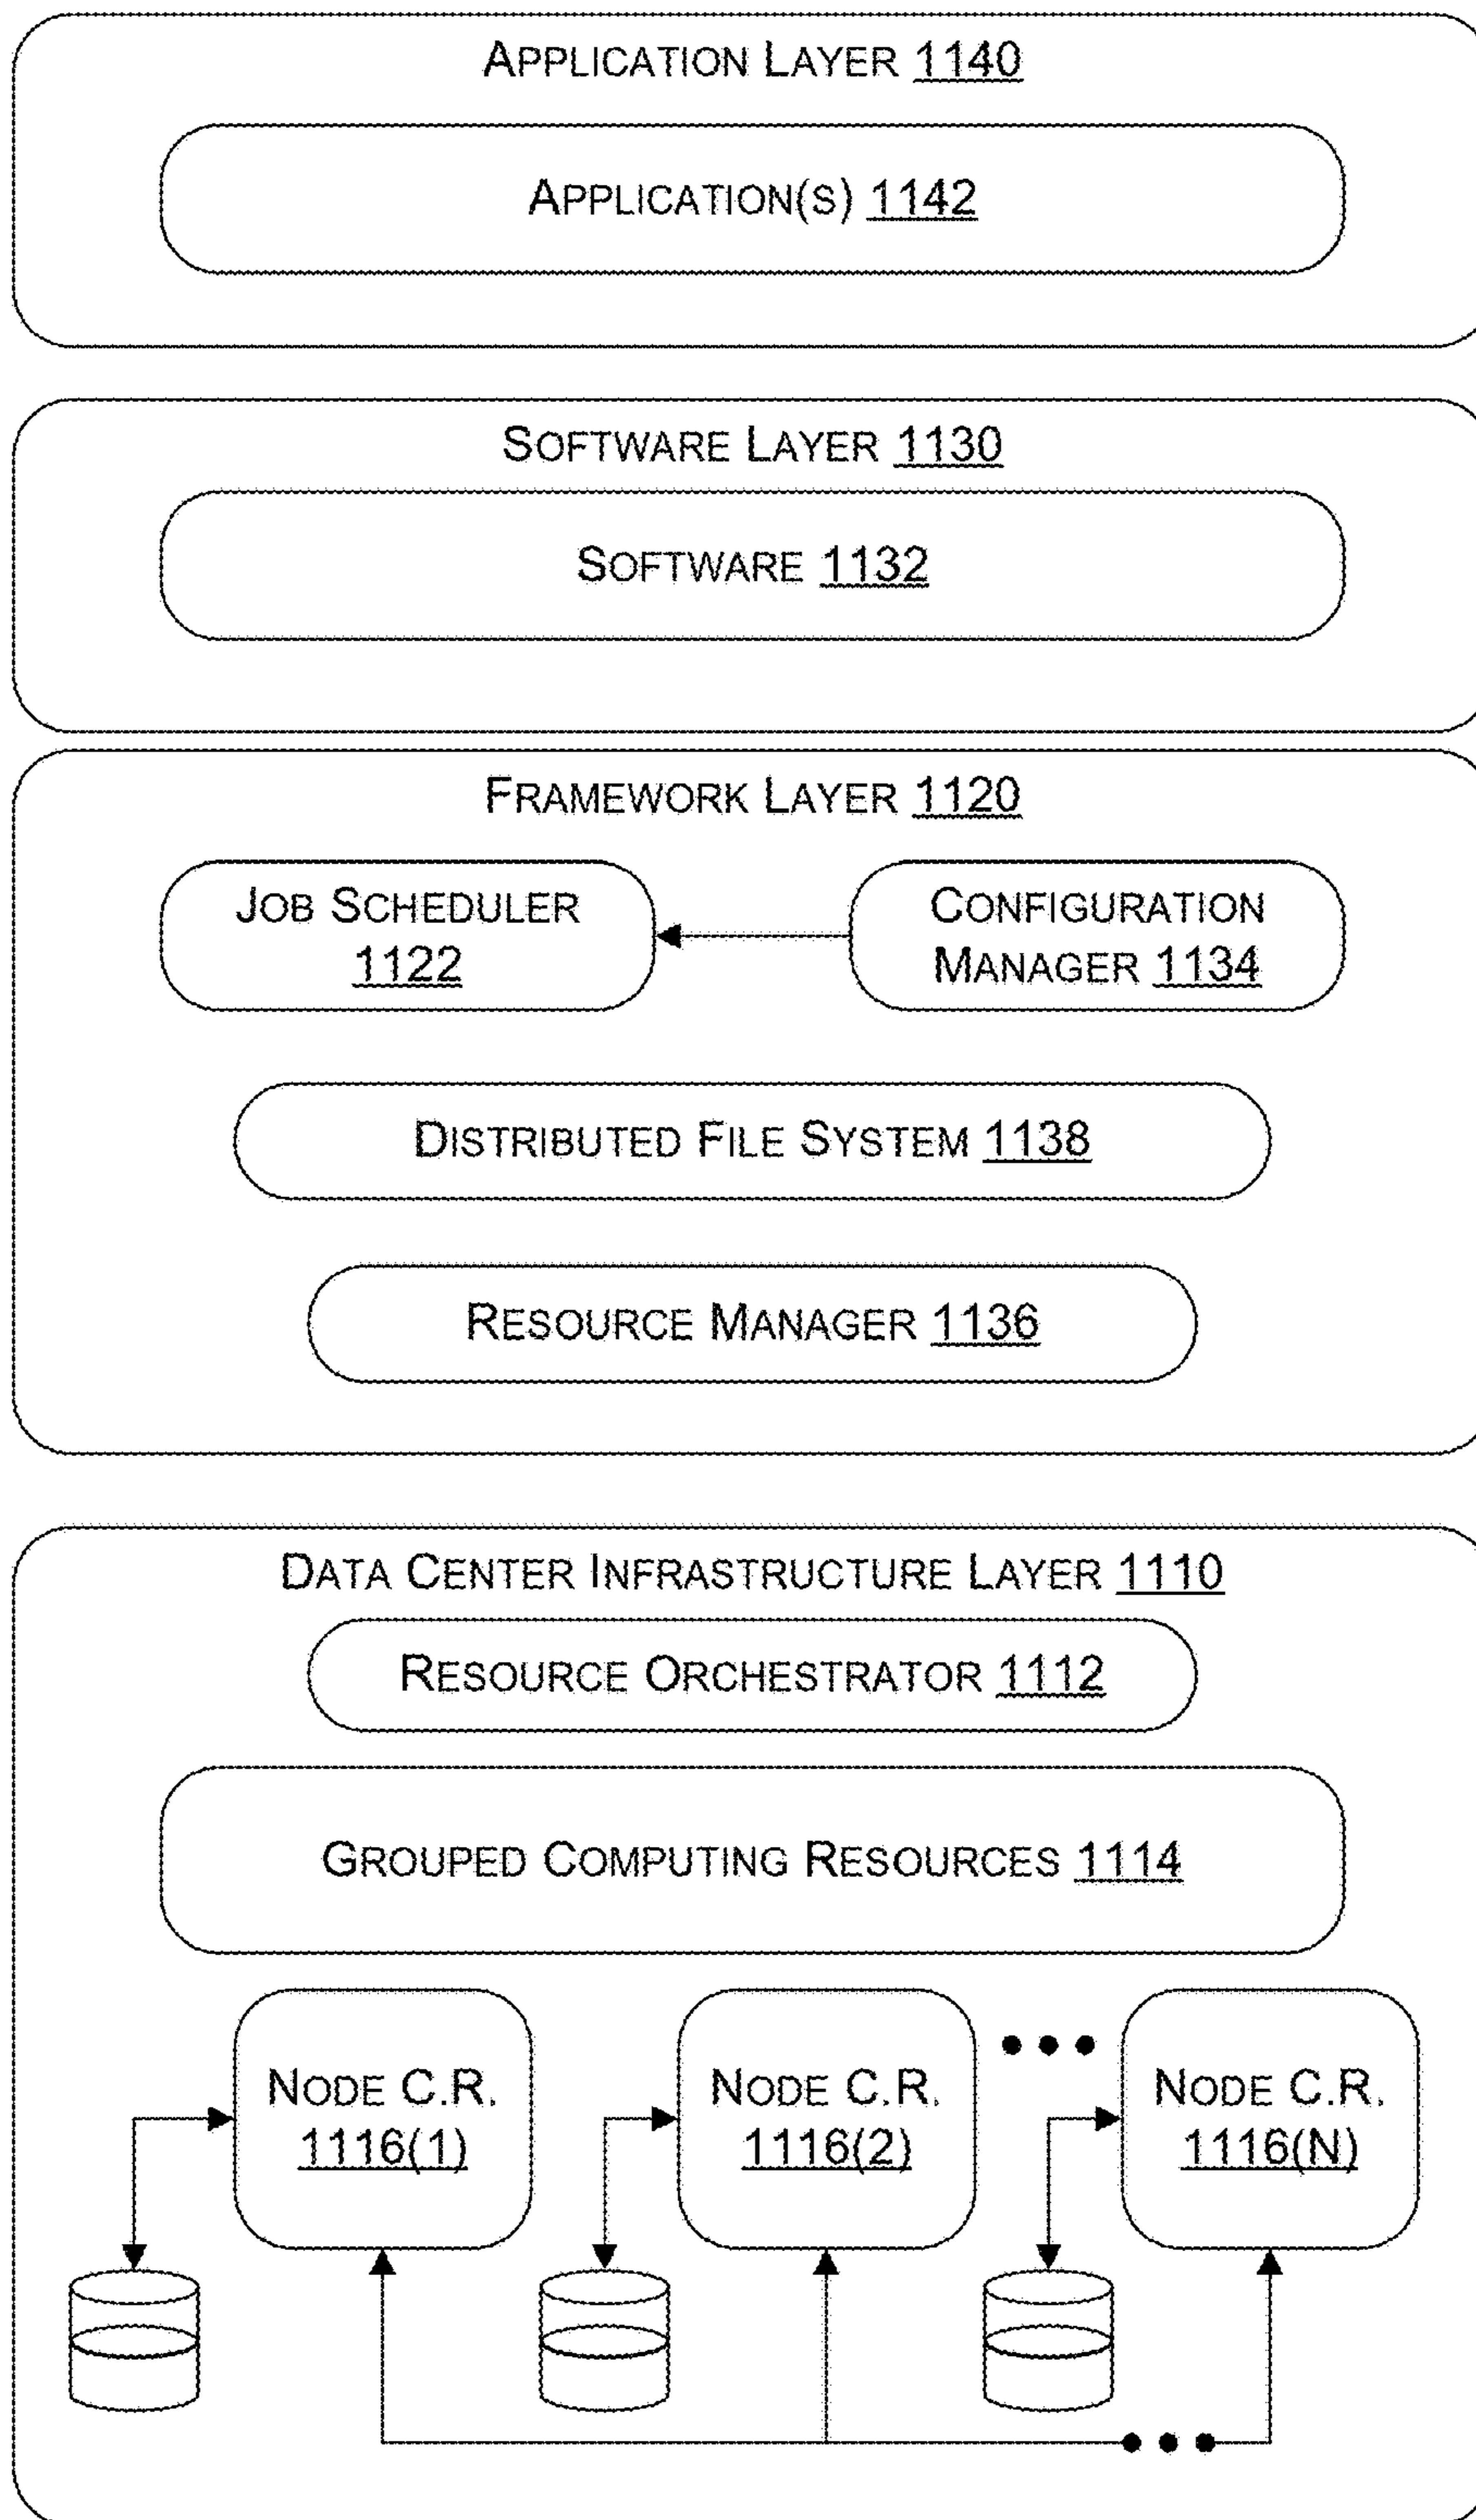 APPLICATION LAYER 1140
APPLICATION(S) 1142
SOFTWARE LAYER 1130
SOFTWARE 1132
FRAMEWORK LAYER 1120
JOB SCHEDULER
1122
CONFIGURATION
MANAGER 1134
DISTRIBUTED FILE SYSTEM 1138
RESOURCE MANAGER 1136
DATA CENTER INFRASTRUCTURE LAYER 1110
RESOURCE ORCHESTRATOR 1112
GROUPED COMPUTING RESOURCES 1114
NODE C.R.
1116(1)
NODE C.R.
1116(2)
NODE C.R.
1116(N)